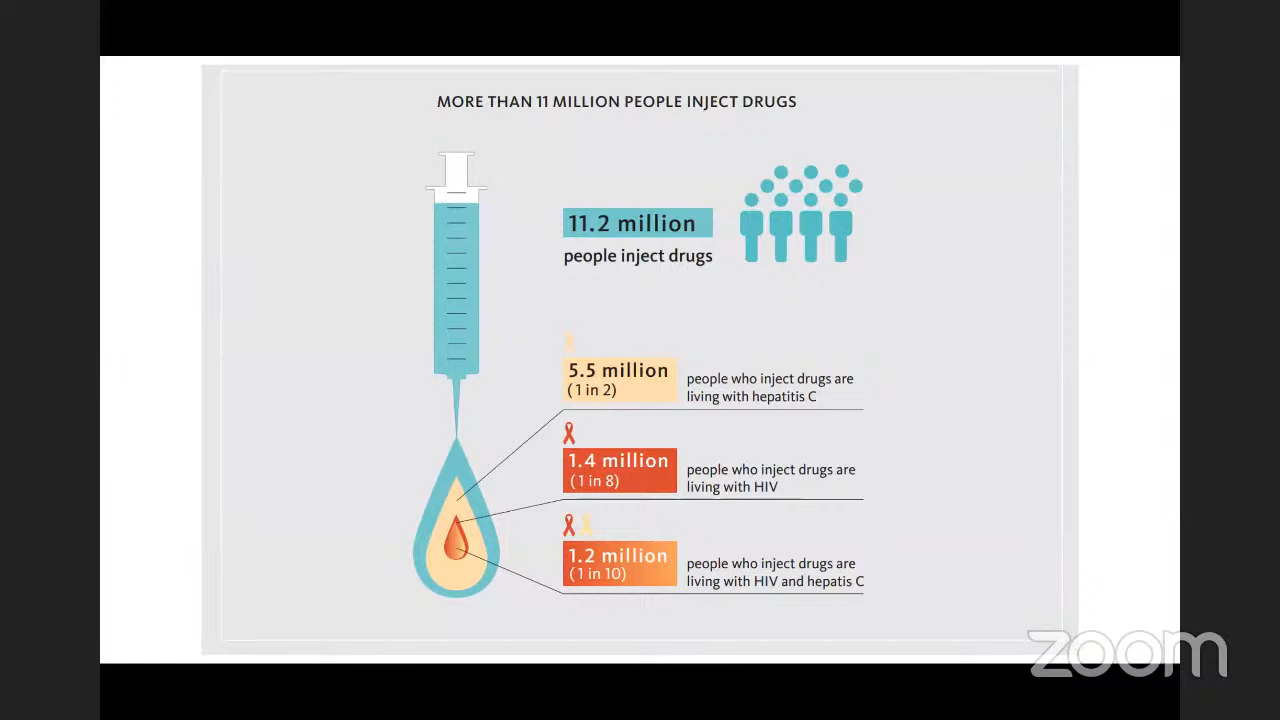 MORE THAN 11 MILLION PEOPLE INJECT DRUGS
11.2 million
people inject drugs
5.5 million
(1 in 2)
people who inject drugs are
living with hepatitis C
1.4 million
(1 in 8)
people who inject drugs are
living with HIV
1.2 million
(1 in 10)
people who inject drugs are
living with HIV and hepatis C
zoom